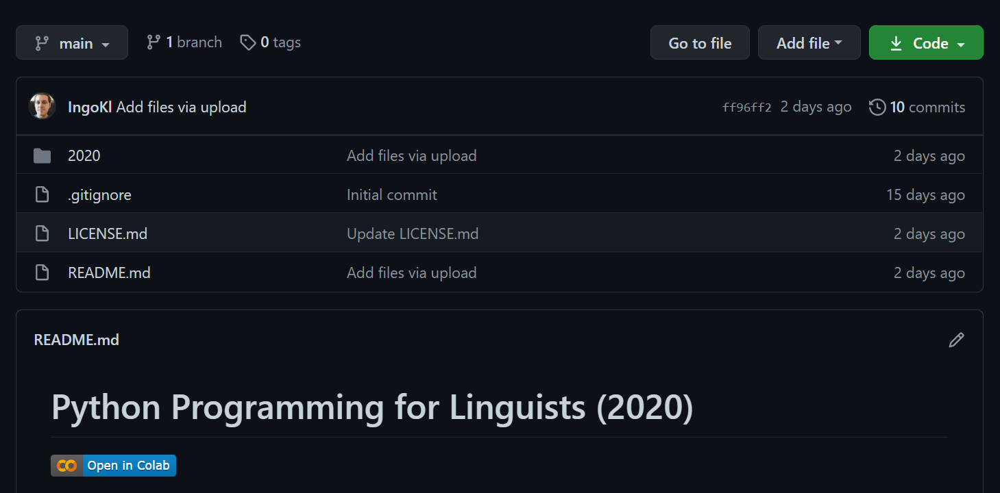 main 1 branch 0 tags Go to file Add file Code
IngoKl Add files via upload ff96ff2 2 days ago 10 commits
2020 Add files via upload 2 days ago
.gitignore Initial commit 15 days ago
LICENSE.md Update LICENSE.md 2 days ago
README.md Add files via upload 2 days ago
README.md
Python Programming for Linguists (2020)
Open in Colab